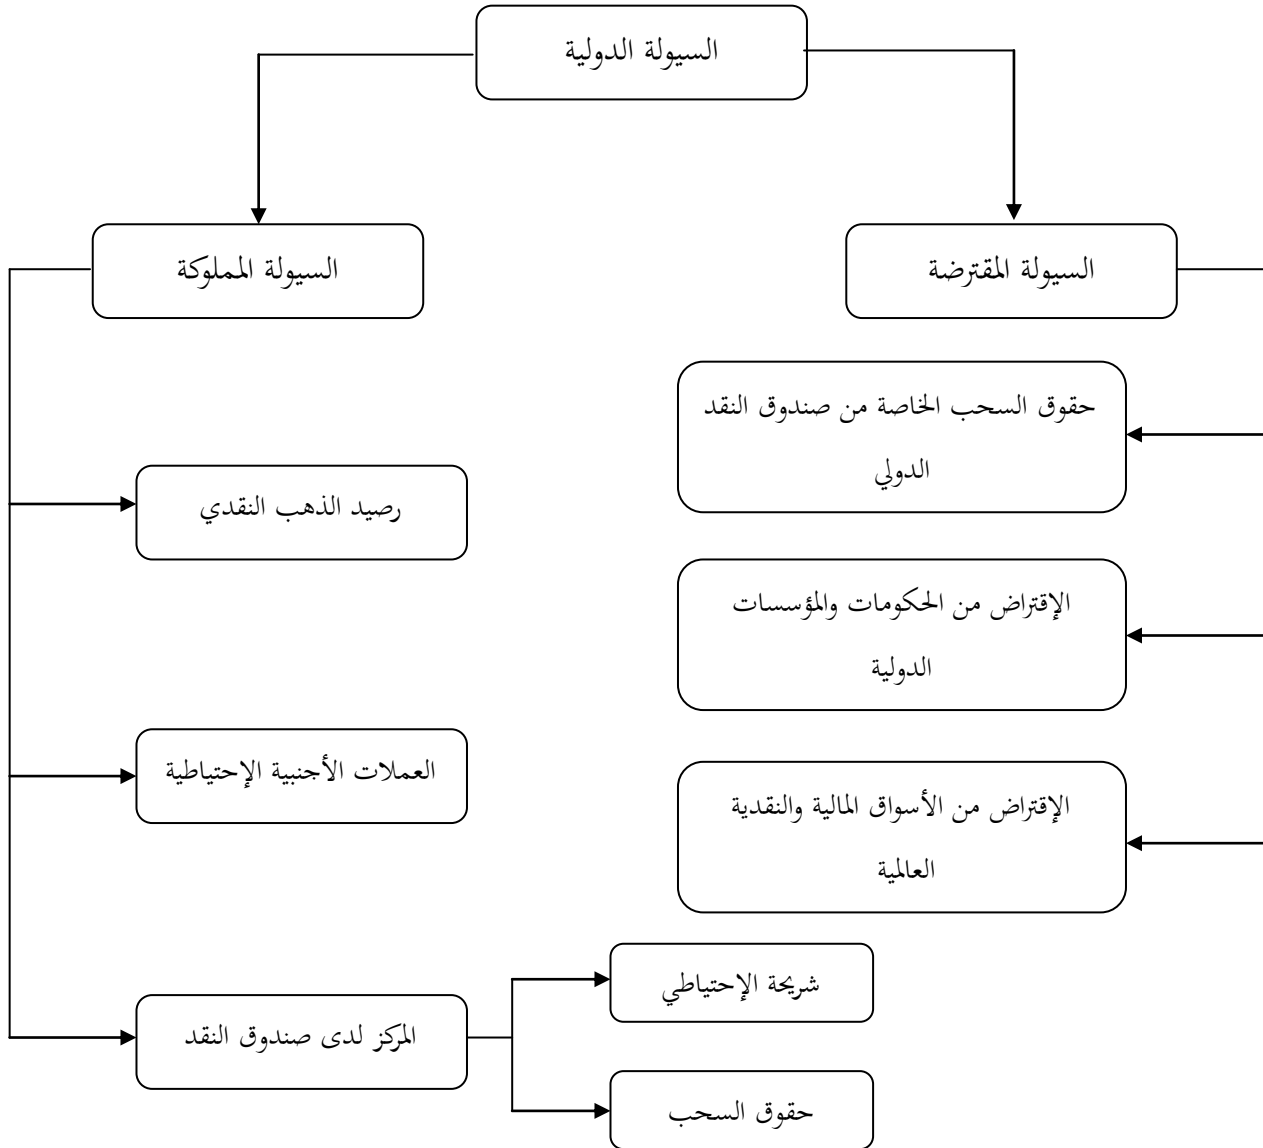 السيولة الدولية
السيولة المقترضة
السيولة المملوكة
حقوق السحب الخاصة من صندوق النقد
الدولي
الإقتراض من الحكومات والمؤسسات
الدولية
الإقتراض من الأسواق المالية والنقدية
العالمية
رصيد الذهب النقدي
العملات الأجنبية الإحتياطية
المركز لدى صندوق النقد
شريحة الإحتياطي
حقوق السحب